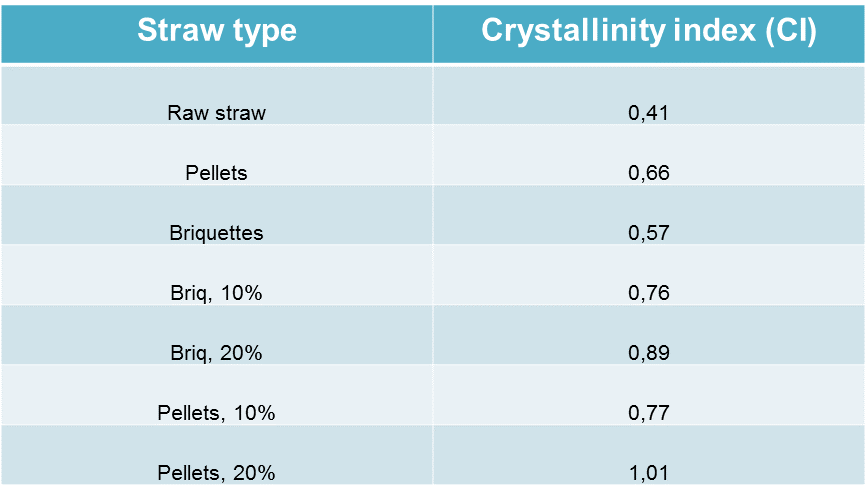 Straw type Crystallinity index (CI)
Raw straw 0,41
Pellets 0,66
Briquettes 0,57
Briq, 10% 0,76
Briq, 20% 0,89
Pellets, 10% 0,77
Pellets, 20% 1,01